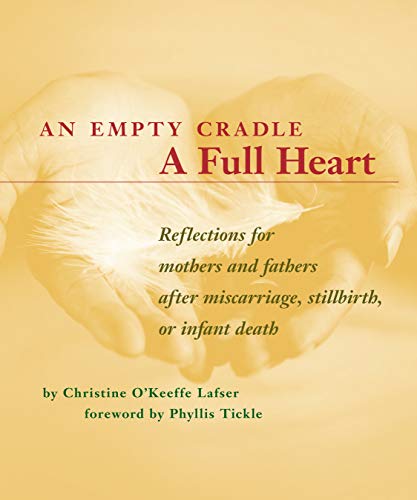 AN EMPTY CRADLE
A Full Heart
Reflections for
mothers and fathers
after miscarriage, stillbirth,
or infant death
by Christine O'Keeffe Lafser
foreword by Phyllis Tickle